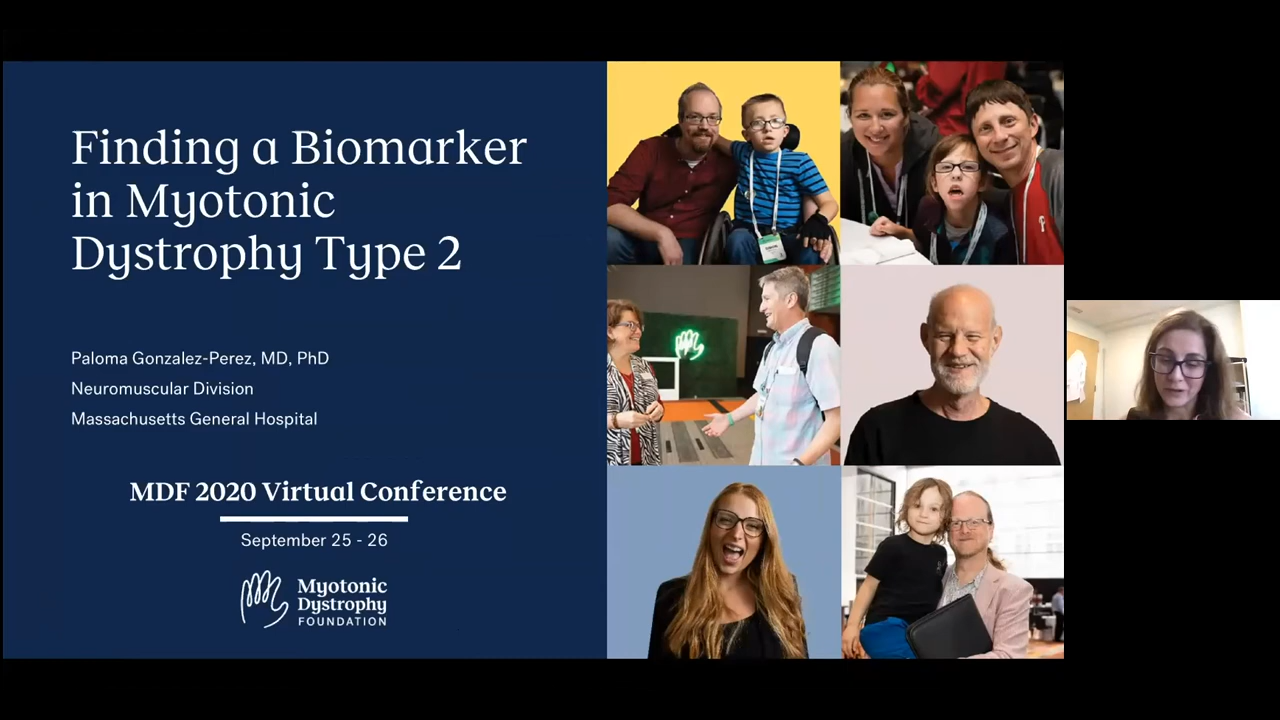 Finding a Biomarker
in Myotonic
Dystrophy Type 2
Paloma Gonzalez-Perez, MD, PhD
Neuromuscular Division
Massachusetts General Hospital
MDF 2020 Virtual Conference
September 25 - 26
Myotonic
Dystrophy
FOUNDATION